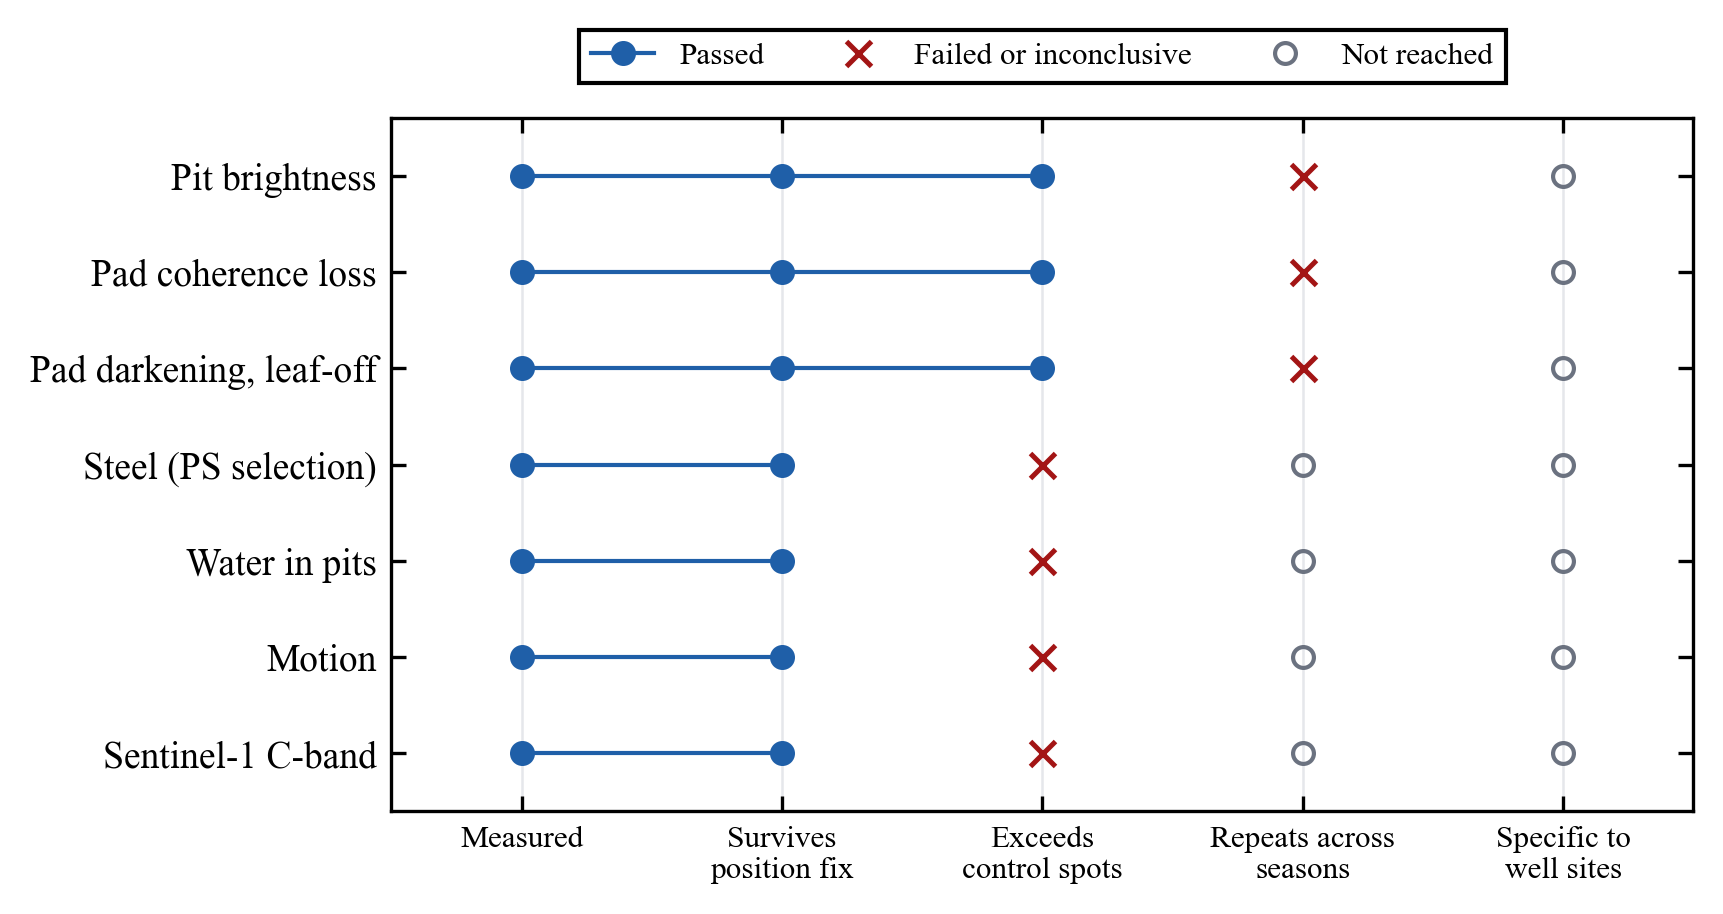 Passed
Failed or inconclusive
Not reached
Pit brightness
Pad coherence loss
Pad darkening, leaf-off
Steel (PS selection)
Water in pits
Motion
Sentinel-1 C-band
Measured
Survives
position fix
Exceeds
control spots
Repeats across
seasons
Specific to
well sites